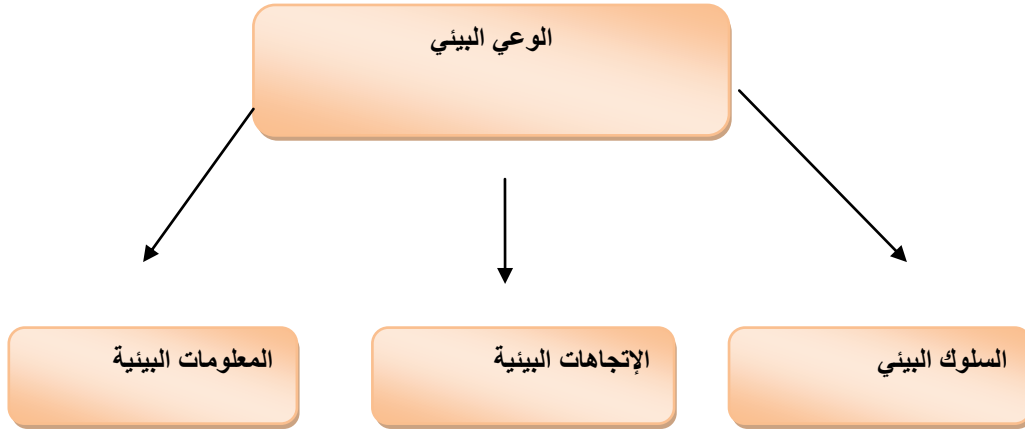 الوعي البيئي
السلوك البيئي
الإتجاهات البيئية
المعلومات البيئية